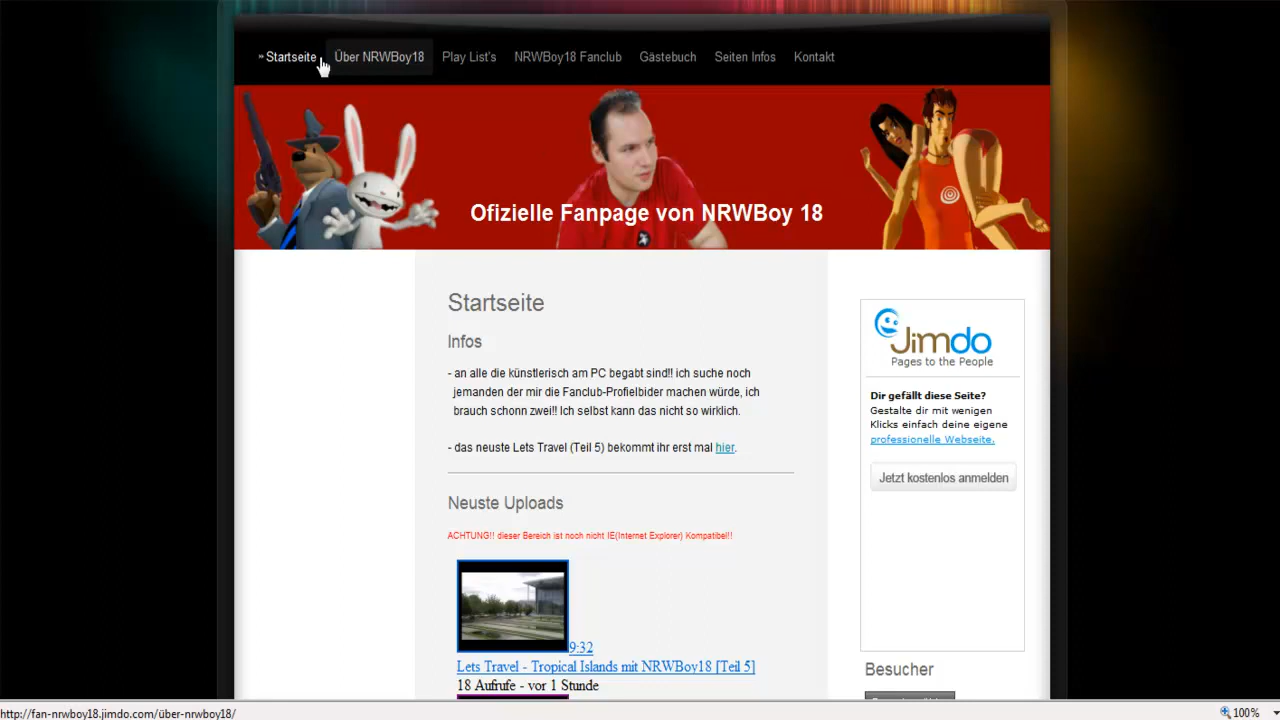 » Startseite
Über NRWBoy18
Play List's
NRWBoy18 Fanclub
Gästebuch
Seiten Infos
Kontakt
Ofizielle Fanpage von NRWBoy 18
Startseite
Infos
- an alle die künstlerisch am PC begabt sind!! ich suche noch
jemanden der mir die Fanclub-Profielbider machen würde, ich
brauch schonn zwei!! Ich selbst kann das nicht so wirklich.
- das neuste Lets Travel (Teil 5) bekommt ihr erst mal hier.
Neuste Uploads
ACHTUNG!! dieser Bereich ist noch nicht IE(Internet Explorer) Kompatibel!!
9:32
Lets Travel - Tropical Islands mit NRWBoy18 [Teil 5]
18 Aufrufe - vor 1 Stunde
Jimdo
Pages to the People
Dir gefällt diese Seite?
Gestalte dir mit wenigen
Klicks einfach deine eigene
professionelle Webseite.
Jetzt kostenlos anmelden
Besucher
http://fan-nrwboy18.jimdo.com/über-nrwboy18/
100%